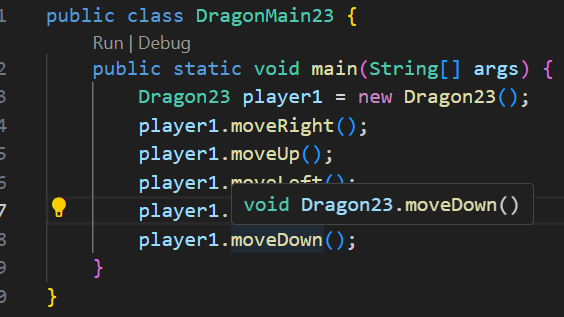 1 public class DragonMain23 {
Run | Debug
2 public static void main(String[] args) {
3 Dragon23 player1 = new Dragon23();
4 player1.moveRight();
5 player1.moveUp();
6 player1.moveLeft();
7 player1.
void Dragon23.moveDown()
8 player1.moveDown();
9 }
0 }